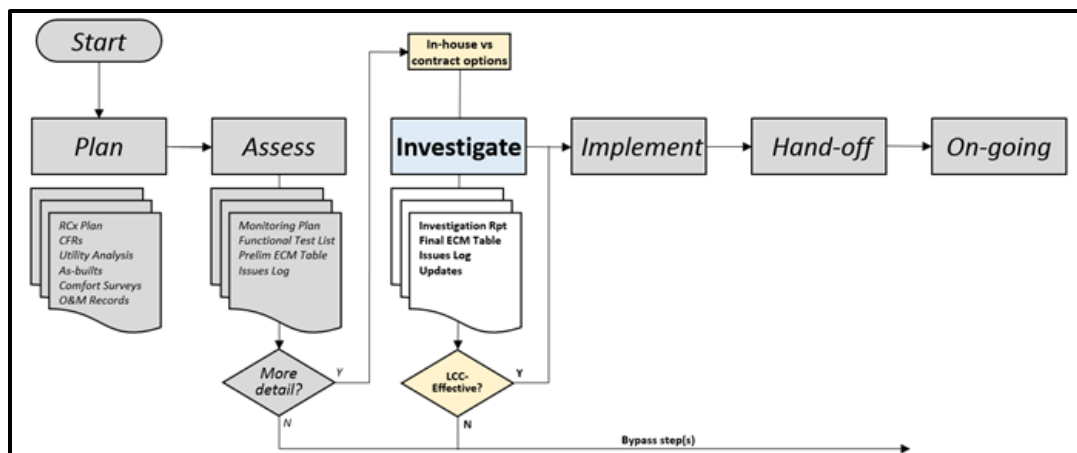 Start
In-house vs
contract options
Plan
Assess
Investigate
Implement
Hand-off
On-going
RCx Plan
CFRs
Utility Analysis
As-builts
Comfort Surveys
O&M Records
Monitoring Plan
Functional Test List
Prelim ECM Table
Issues Log
Investigation Rpt
Final ECM Table
Issues Log
Updates
More
detail?
Y
N
LCC-
Effective?
Y
N
Bypass step(s)